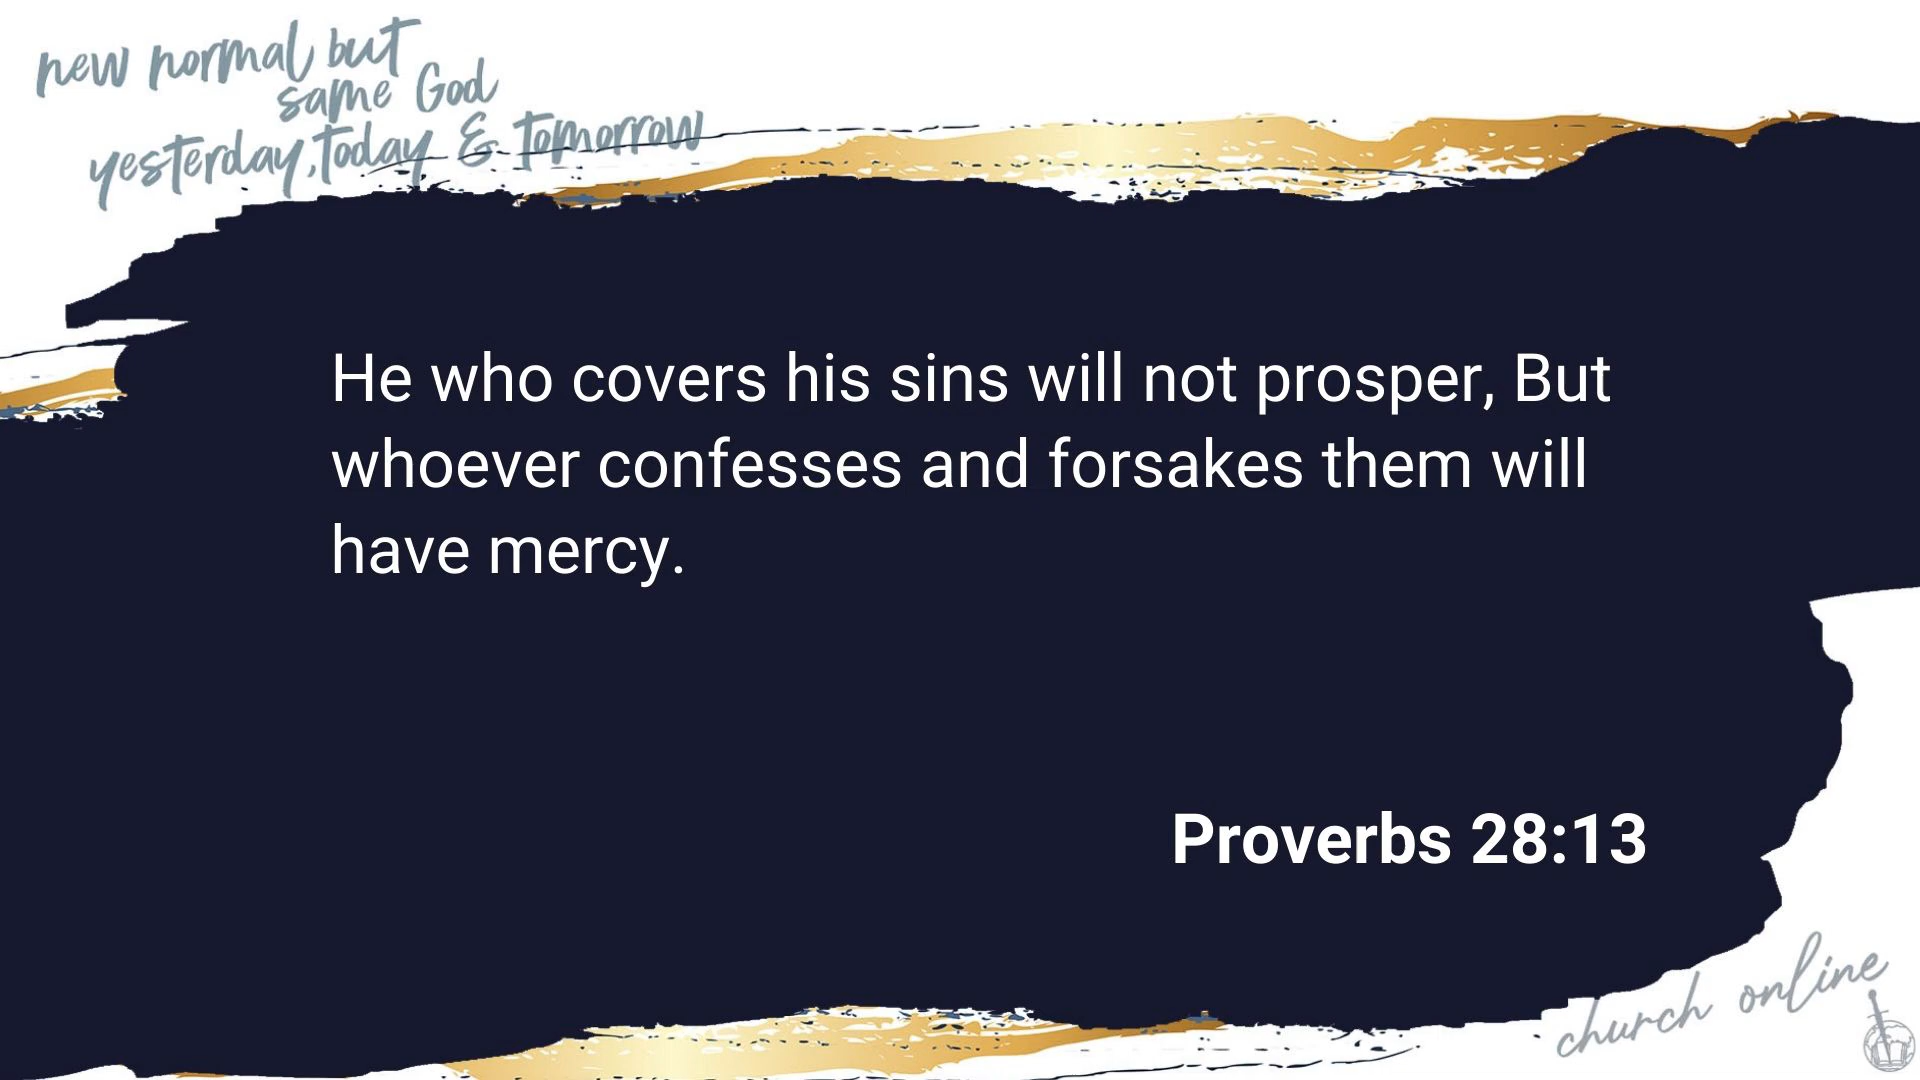 new normal but
same God
yesterday, today & tomorrow
He who covers his sins will not prosper, But
whoever confesses and forsakes them will
have mercy.
Proverbs 28:13
church online